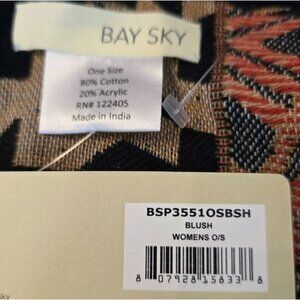 BAY SKY
One Size
80% Cotton
20% Acrylic
RN# 122405
Made in India
BSP3551OSBSH
BLUSH
WOMENS O/S
8 07928 15833 8
ky